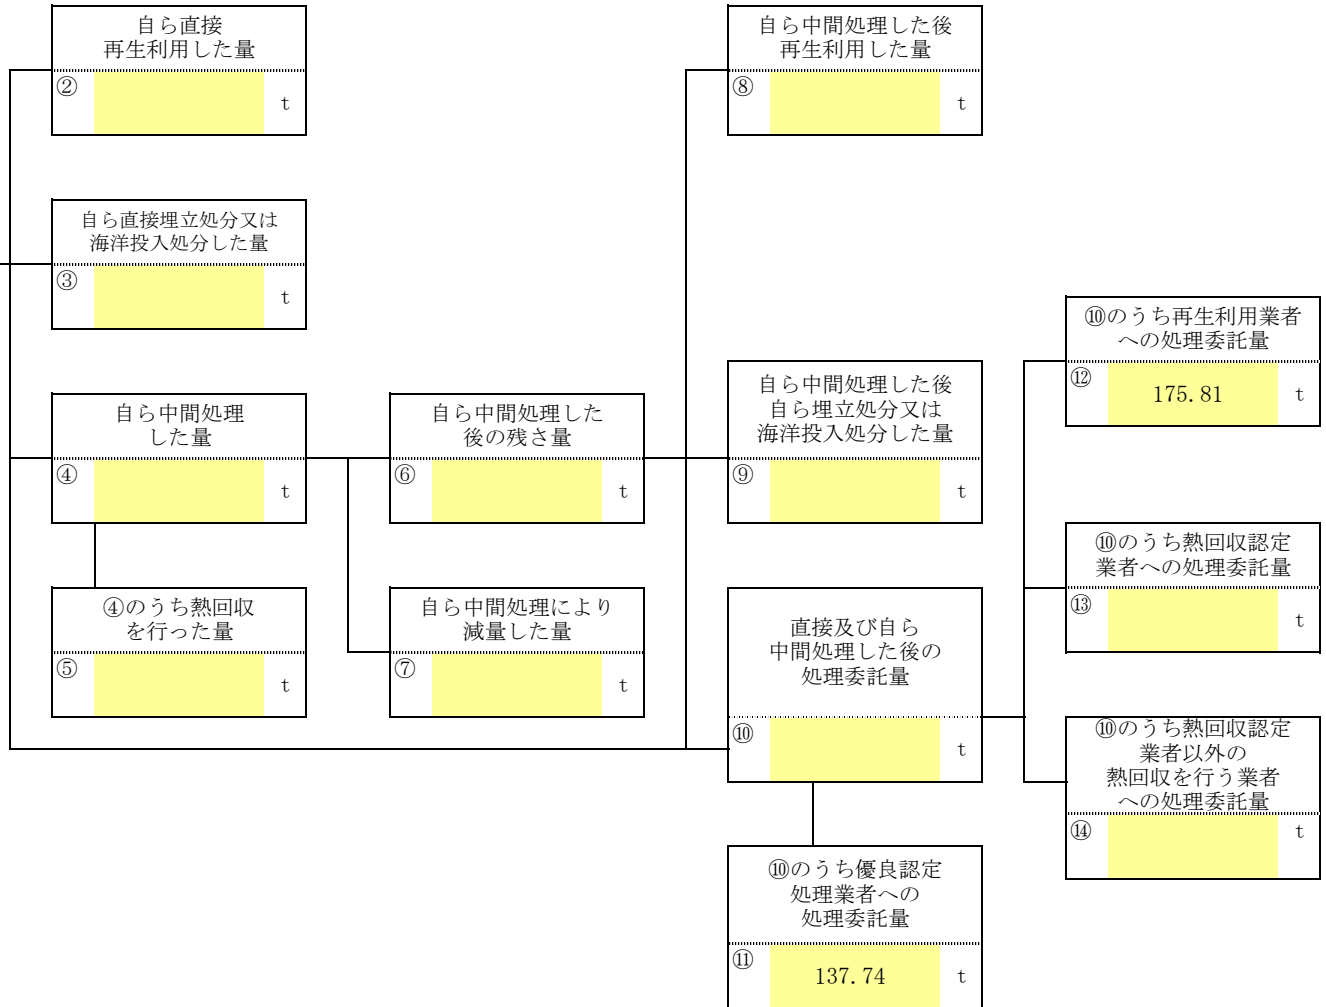 自ら直接
再生利用した量
②
t
自ら中間処理した後
再生利用した量
⑧
t
自ら直接埋立処分又は
海洋投入処分した量
③
t
⑩のうち再生利用業者
への処理委託量
⑫
175.81 t
自ら中間処理
した量
④
t
自ら中間処理した
後の残さ量
⑥
t
自ら中間処理した後
自ら埋立処分又は
海洋投入処分した量
⑨
t
⑩のうち熱回収認定
業者への処理委託量
⑬
t
④のうち熱回収
を行った量
⑤
t
自ら中間処理により
減量した量
⑦
t
直接及び自ら
中間処理した後の
処理委託量
⑩
t
⑩のうち熱回収認定
業者以外の
熱回収を行う業者
への処理委託量
⑭
t
⑩のうち優良認定
処理業者への
処理委託量
⑪
137.74 t